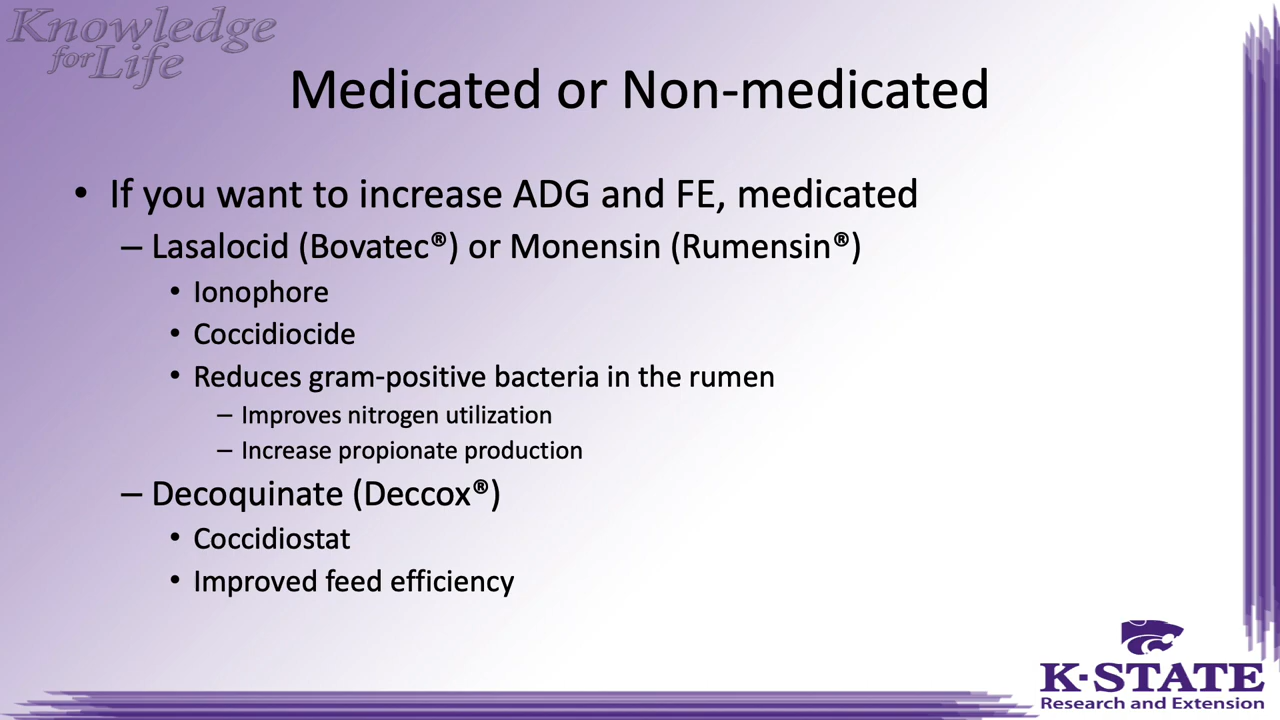 Knowledge
for Life
Medicated or Non-medicated
• If you want to increase ADG and FE, medicated
– Lasalocid (Bovatec®) or Monensin (Rumensin®)
• Ionophore
• Coccidiocide
• Reduces gram-positive bacteria in the rumen
– Improves nitrogen utilization
– Increase propionate production
– Decoquinate (Deccox®)
• Coccidiostat
• Improved feed efficiency
K-STATE
Research and Extension